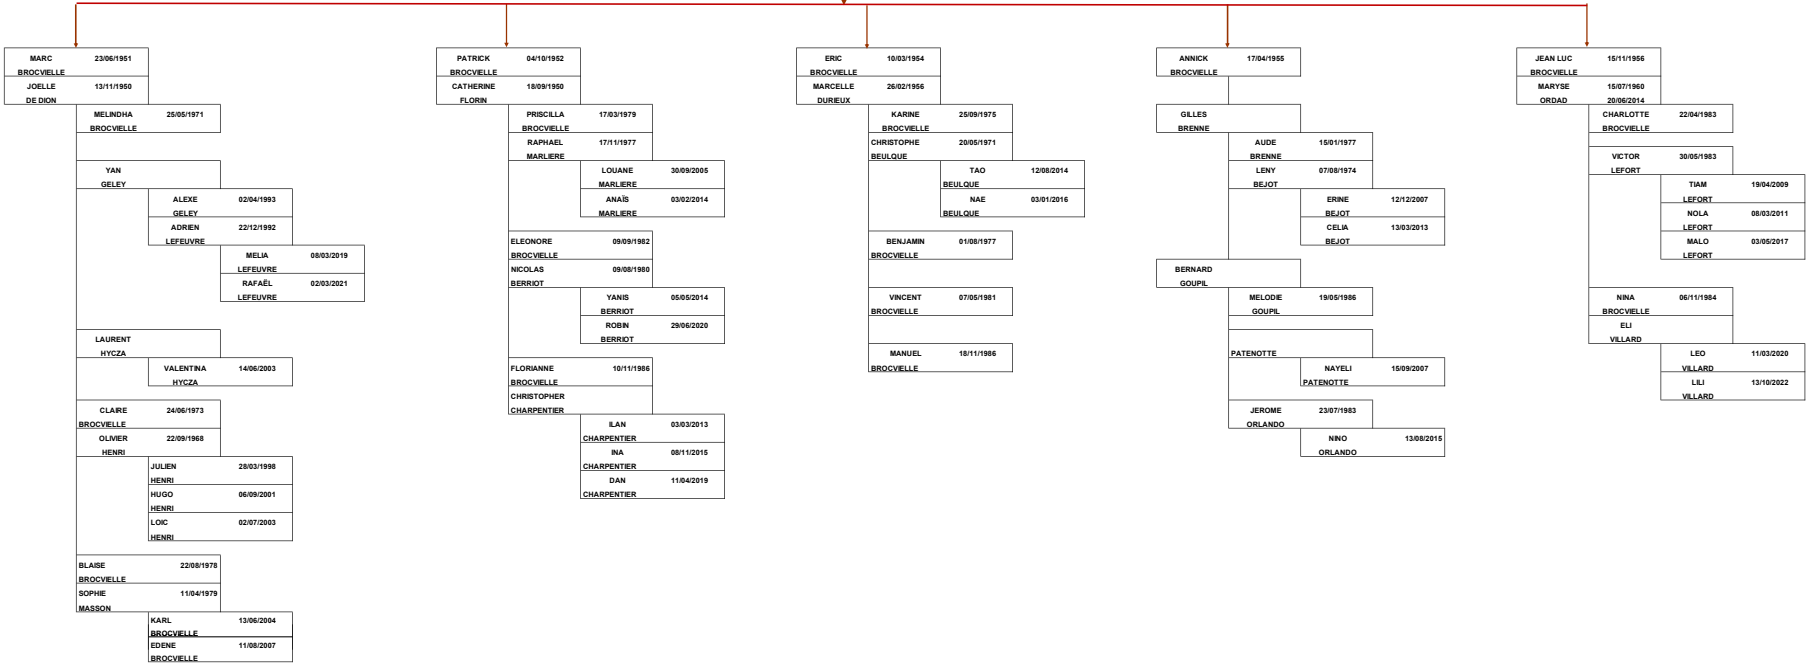 MARC 23/06/1951
BROCVIELLE
JOELLE 13/11/1950
DE DION
MELINDHA 25/05/1971
BROCVIELLE
YAN
GELEY
ALEXE 02/04/1993
GELEY
ADRIEN 22/12/1992
LEFEUVRE
MELIA 08/03/2019
LEFEUVRE
RAFAËL 02/03/2021
LEFEUVRE
LAURENT
HYCZA
VALENTINA 14/06/2003
HYCZA
CLAIRE 24/06/1973
BROCVIELLE
OLIVIER 22/09/1968
HENRI
JULIEN 28/03/1998
HENRI
HUGO 06/09/2001
HENRI
LOIC 02/07/2003
HENRI
BLAISE 22/08/1978
BROCVIELLE
SOPHIE 11/04/1979
MASSON
KARL 13/06/2004
BROCVIELLE
EDENE 11/08/2007
BROCVIELLE
PATRICK 04/10/1952
BROCVIELLE
CATHERINE 18/09/1950
FLORIN
PRISCILLA 17/03/1979
BROCVIELLE
RAPHAEL 17/11/1977
MARLIERE
LOUANE 30/09/2005
MARLIERE
ANAÏS 03/02/2014
MARLIERE
ELEONORE 09/09/1982
BROCVIELLE
NICOLAS 09/08/1980
BERRIOT
YANIS 05/05/2014
BERRIOT
ROBIN 29/06/2020
BERRIOT
FLORIANNE 10/11/1986
BROCVIELLE
CHRISTOPHER
CHARPENTIER
ILAN 03/03/2013
CHARPENTIER
INA 08/11/2015
CHARPENTIER
DAN 11/04/2019
CHARPENTIER
ERIC 10/03/1954
BROCVIELLE
MARCELLE 26/02/1956
DURIEUX
KARINE 25/09/1975
BROCVIELLE
CHRISTOPHE 20/05/1971
BEULQUE
TAO 12/08/2014
BEULQUE
NAE 03/01/2016
BEULQUE
BENJAMIN 01/08/1977
BROCVIELLE
VINCENT 07/05/1981
BROCVIELLE
MANUEL 18/11/1986
BROCVIELLE
ANNICK 17/04/1955
BROCVIELLE
GILLES
BRENNE
AUDE 15/01/1977
BRENNE
LENY 07/08/1974
BEJOT
ERINE 12/12/2007
BEJOT
CELIA 13/03/2013
BEJOT
BERNARD
GOUPIL
MELODIE 19/05/1986
GOUPIL
PATENOTTE
NAYELI 15/09/2007
PATENOTTE
JEROME 23/07/1983
ORLANDO
NINO 13/08/2015
ORLANDO
JEAN LUC 15/11/1956
BROCVIELLE
MARYSE 15/07/1960
ORDAD 20/06/2014
CHARLOTTE 22/04/1983
BROCVIELLE
VICTOR 30/05/1983
LEFORT
TIAM 19/04/2009
LEFORT
NOLA 08/03/2011
LEFORT
MALO 03/05/2017
LEFORT
NINA 06/11/1984
BROCVIELLE
ELI
VILLARD
LEO 11/03/2020
VILLARD
LILI 13/10/2022
VILLARD